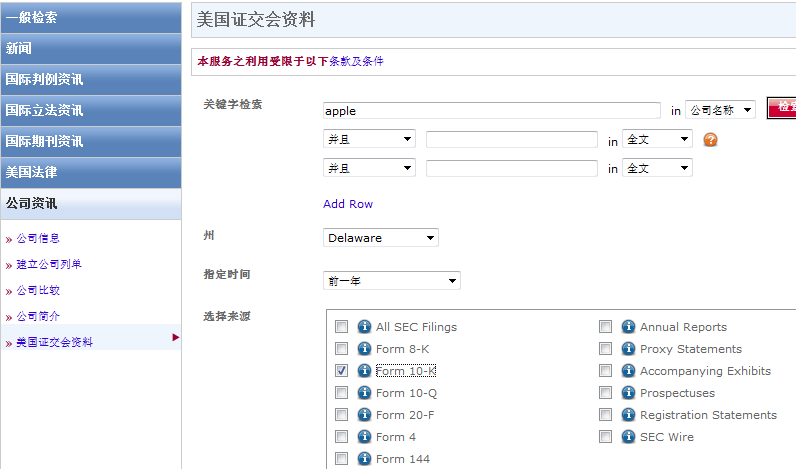 一般检索
新闻
国际判例资讯
国际立法资讯
国际期刊资讯
美国法律
公司资讯
» 公司信息
» 建立公司列单
» 公司比较
» 公司简介
» 美国证交会资料
美国证交会资料
本服务之利用受限于以下条款及条件
关键字检索 apple in 公司名称
并且 in 全文 ?
并且 in 全文
Add Row
州 Delaware
指定时间 前一年
选择来源
All SEC Filings Annual Reports
Form 8-K Proxy Statements
Form 10-K Accompanying Exhibits
Form 10-Q Prospectuses
Form 20-F Registration Statements
Form 4 SEC Wire
Form 144